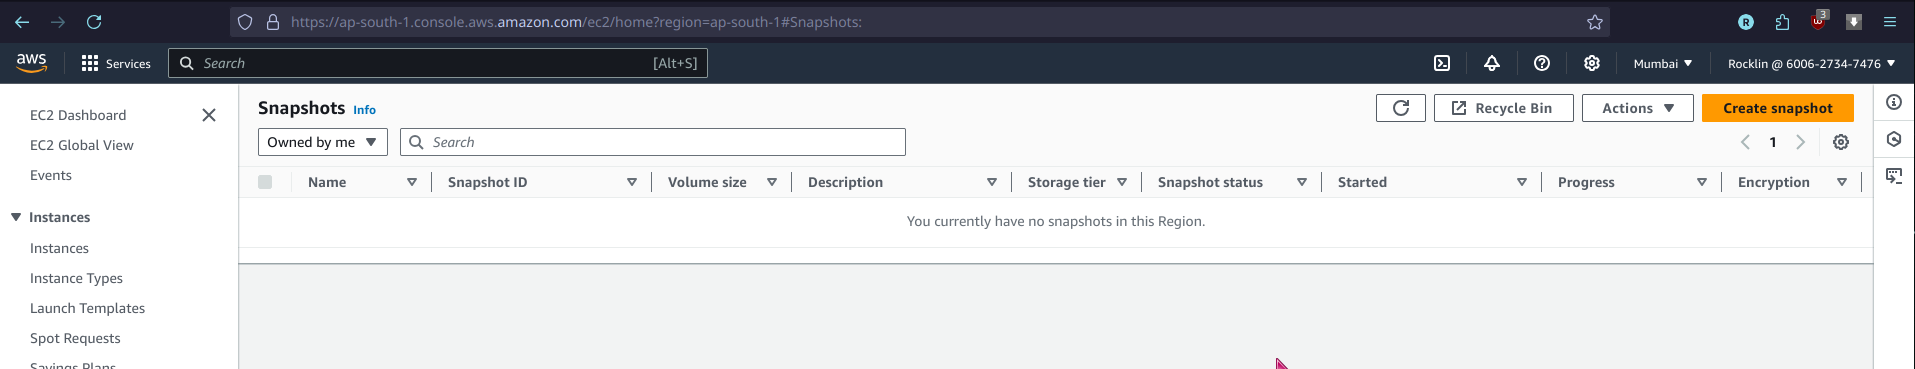 https://ap-south-1.console.aws.amazon.com/ec2/home?region=ap-south-1#Snapshots:
R
3
aws
Services
Search
[Alt+S]
Mumbai
Rocklin @ 6006-2734-7476
EC2 Dashboard
EC2 Global View
Events
Instances
Instances
Instance Types
Launch Templates
Spot Requests
Savings Plans
Snapshots Info
Recycle Bin
Actions
Create snapshot
Owned by me
Search
1
Name Snapshot ID Volume size Description Storage tier Snapshot status Started Progress Encryption
You currently have no snapshots in this Region.